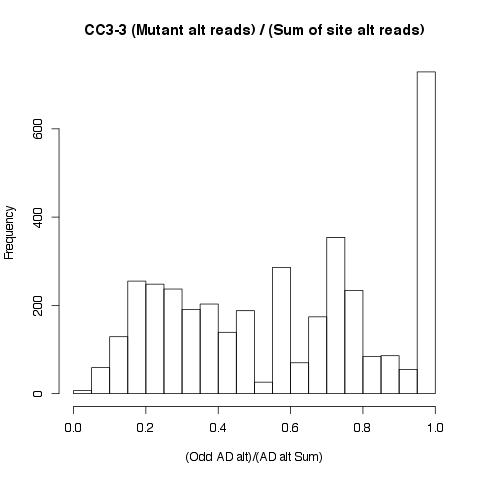 CC3-3 (Mutant alt reads) / (Sum of site alt reads)
Frequency
600
400
200
0
0.0 0.2 0.4 0.6 0.8 1.0
(Odd AD alt)/(AD alt Sum)